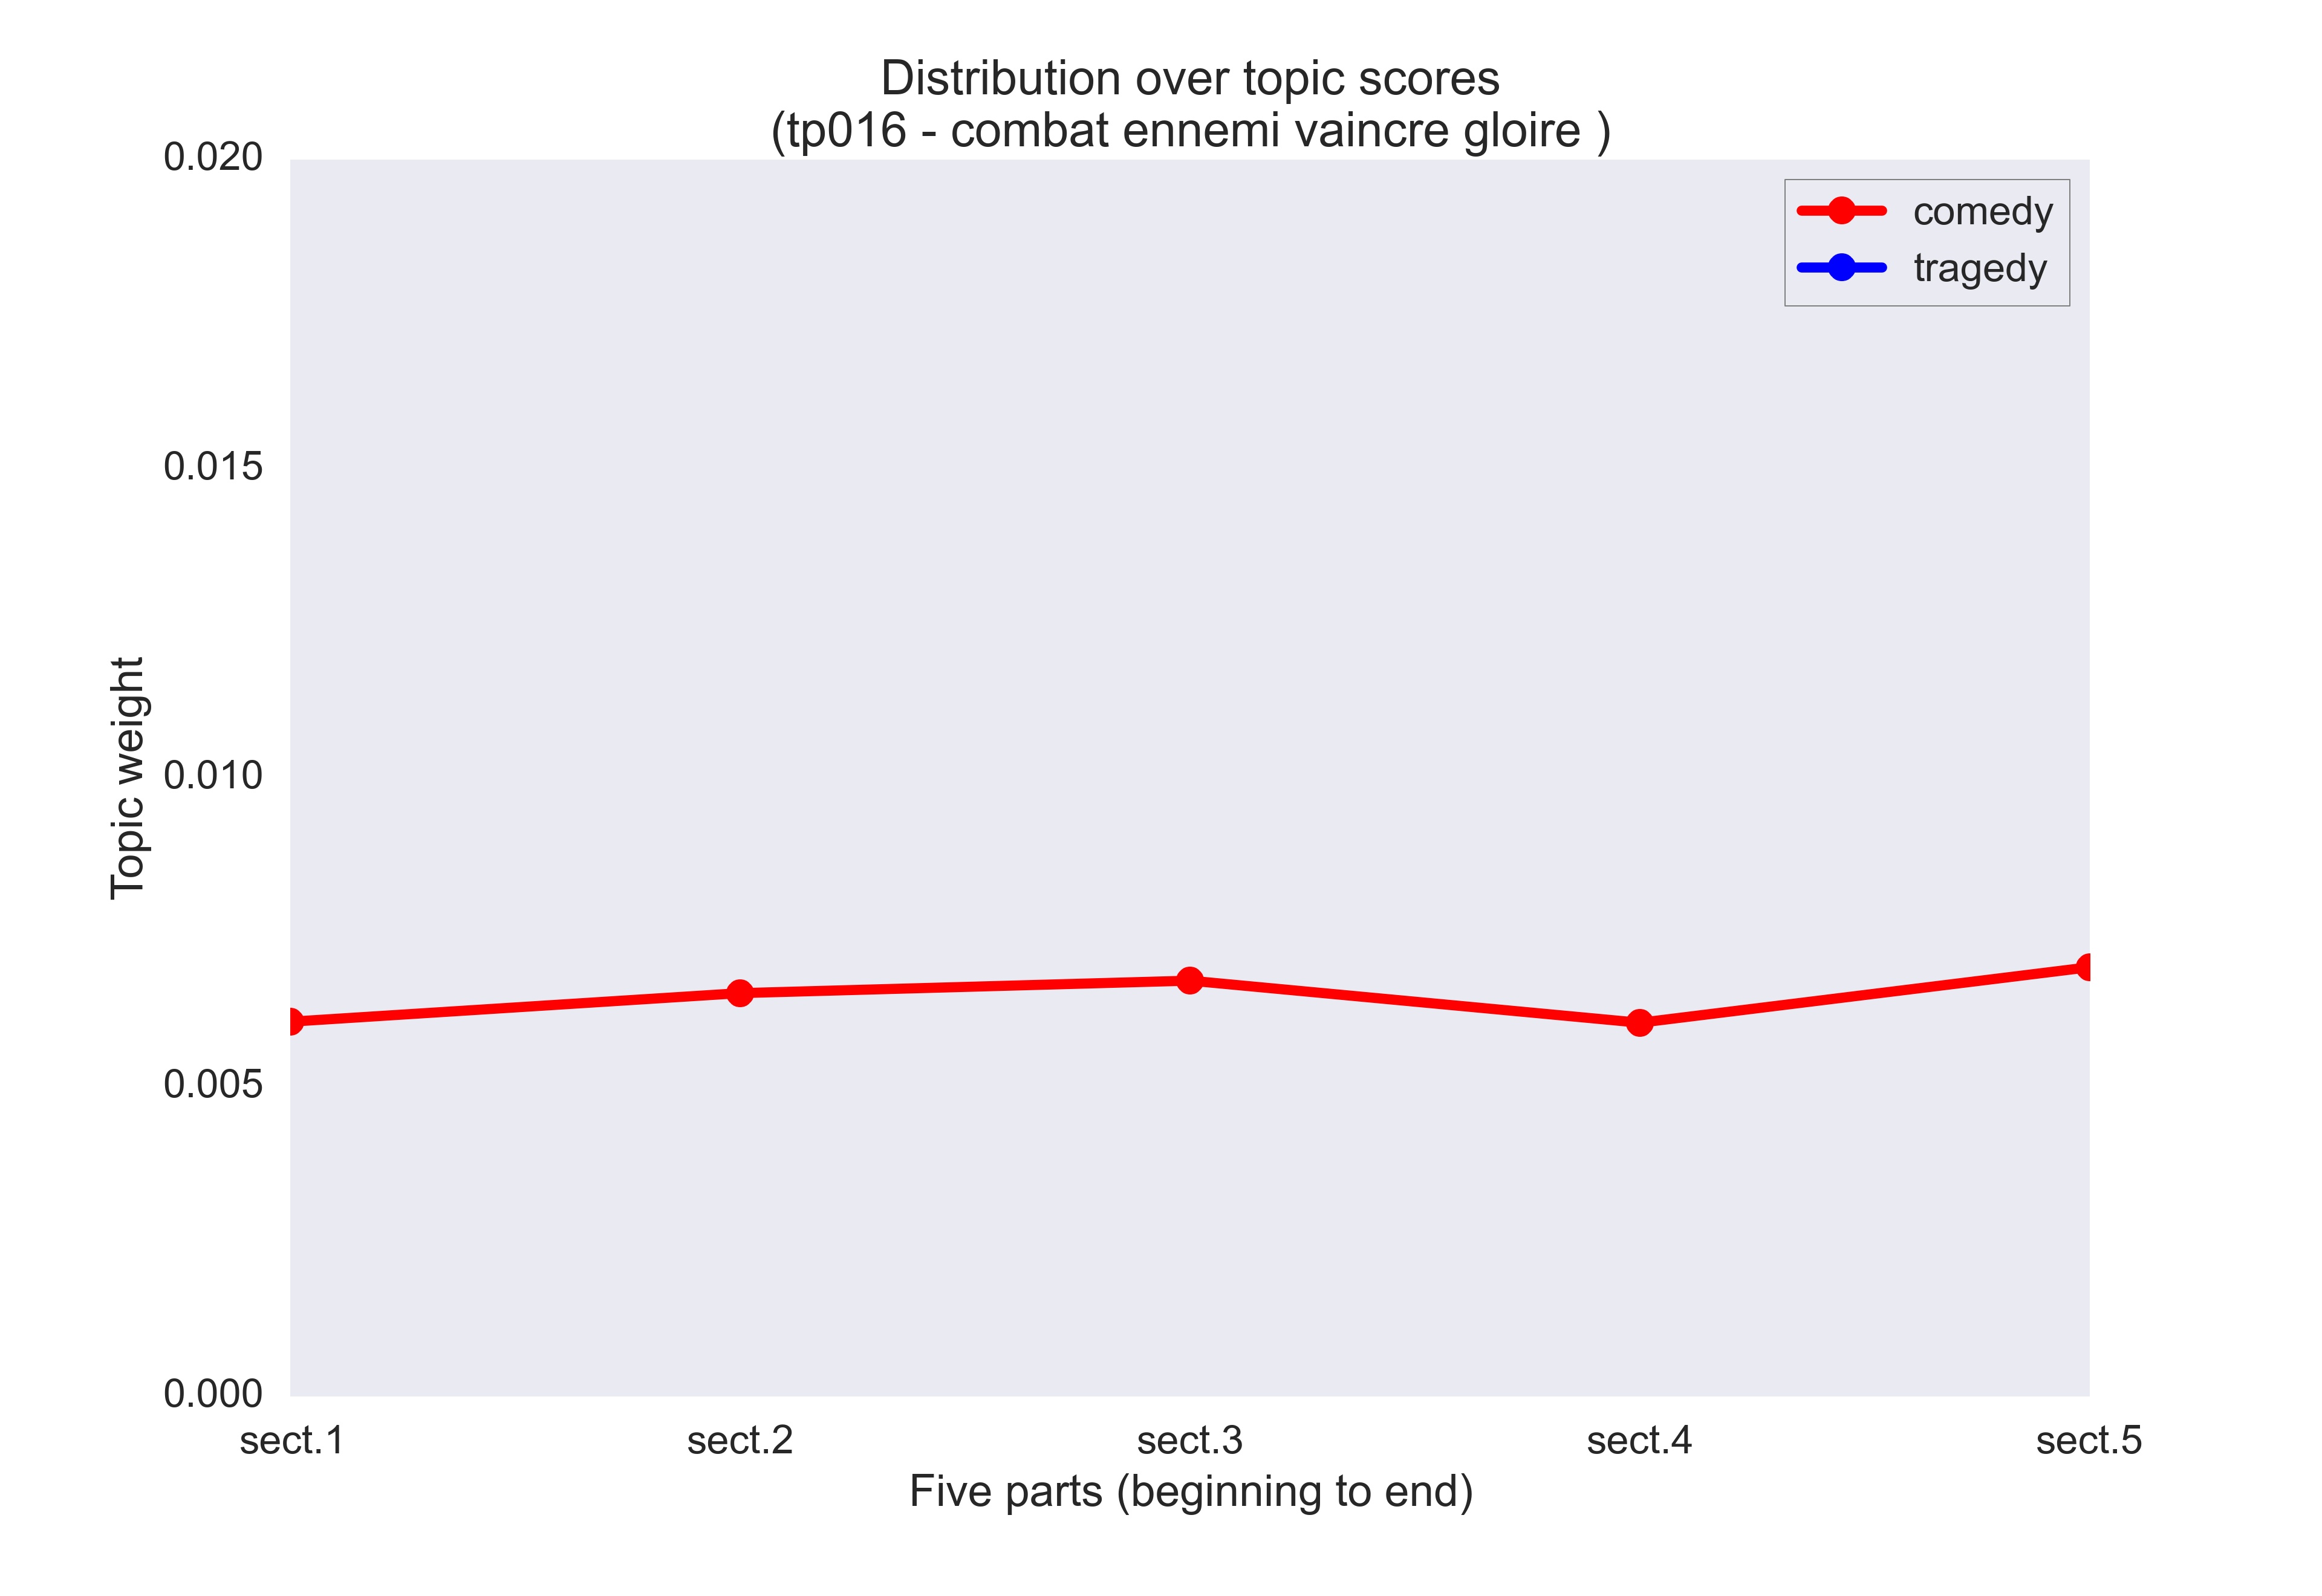 Distribution over topic scores
(tp016 - combat ennemi vaincre gloire )
0.020
comedy
tragedy
0.015
0.010
Topic weight
0.005
0.000
sect.1 sect.2 sect.3 sect.4 sect.5
Five parts (beginning to end)